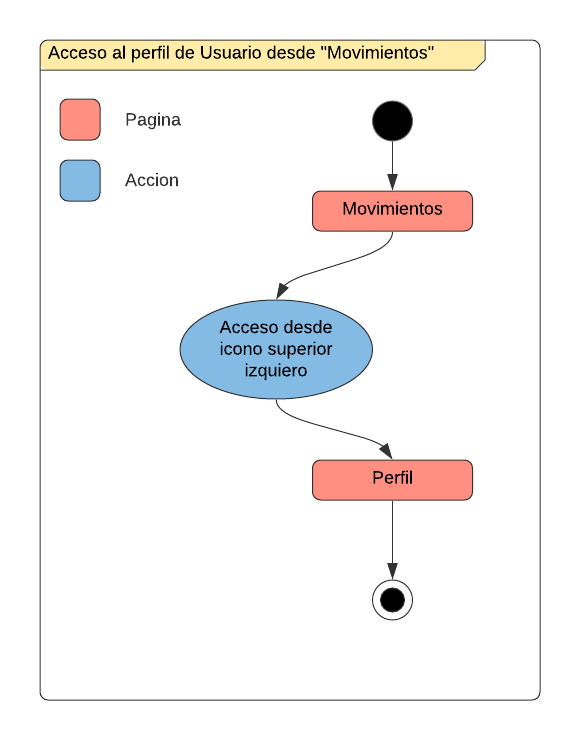 Acceso al perfil de Usuario desde "Movimientos"
Pagina
Accion
Movimientos
Acceso desde
icono superior
izquiero
Perfil